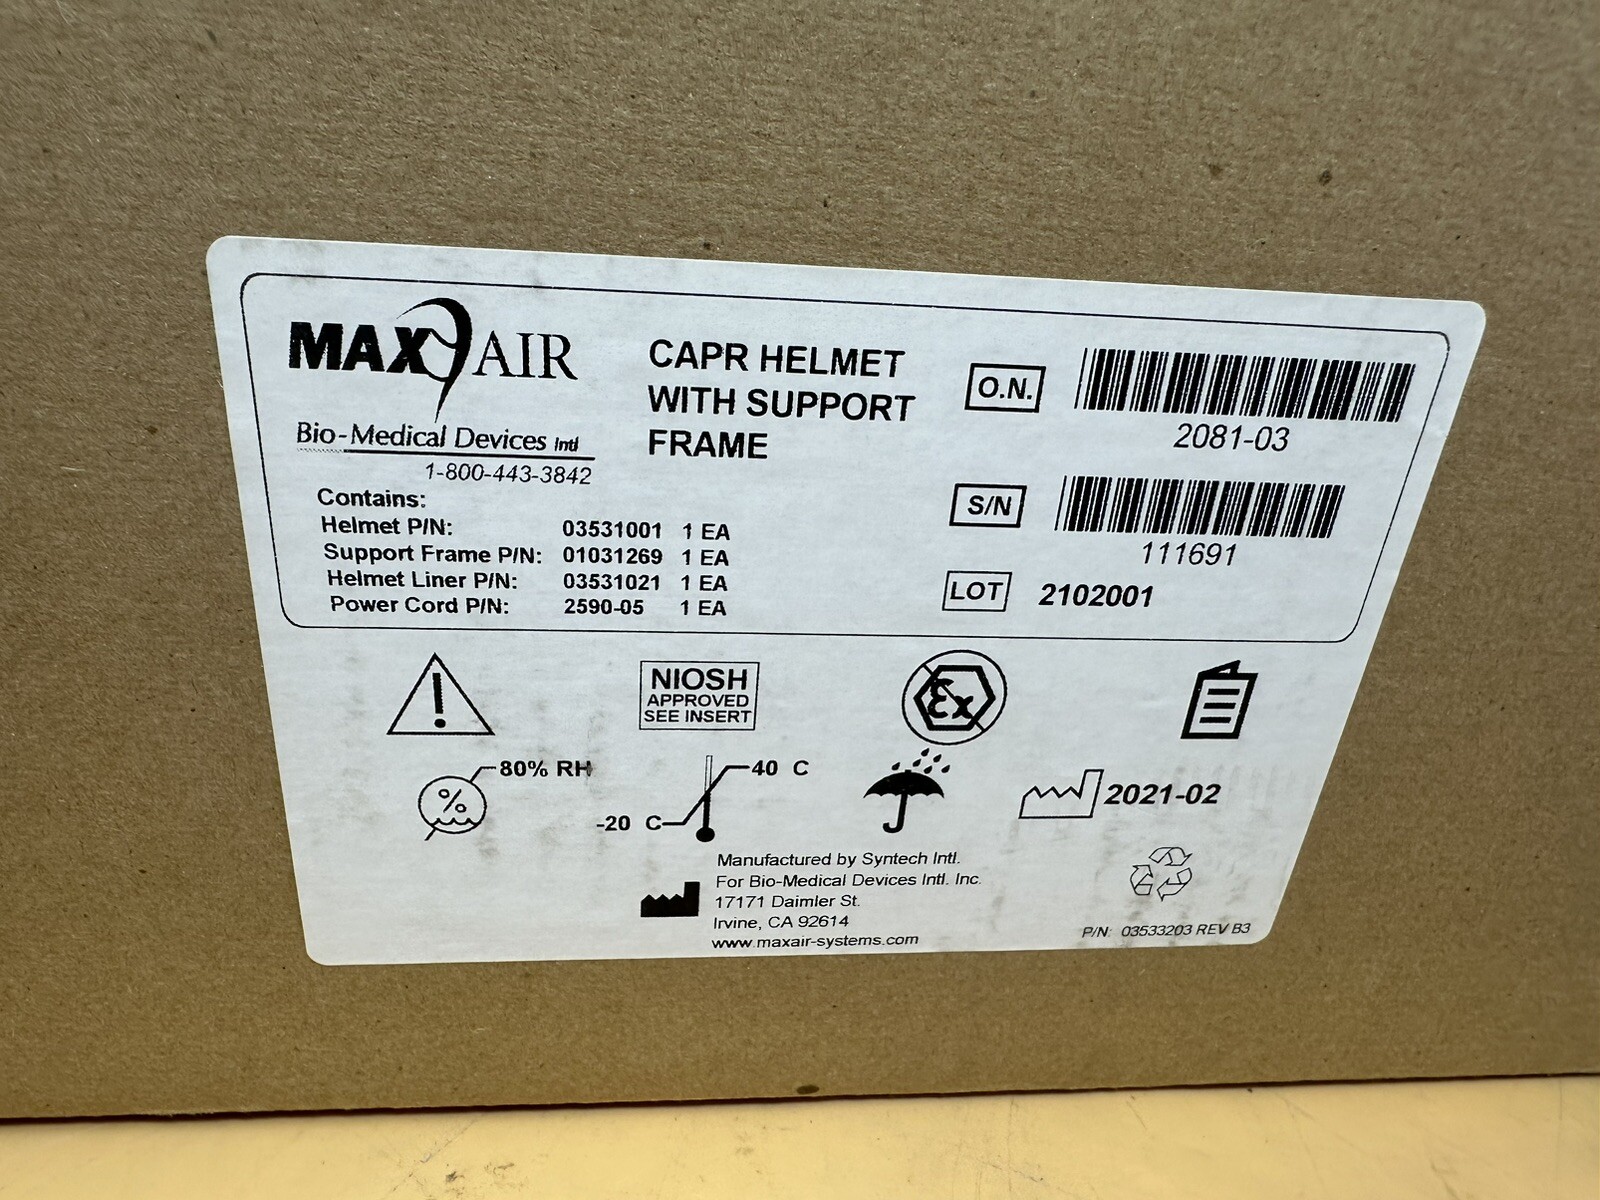 MAX AIR
Bio-Medical Devices Intl
1-800-443-3842
CAPR HELMET
WITH SUPPORT
FRAME
O.N.
2081-03
S/N
111691
LOT 2102001
Contains:
Helmet P/N: 03531001 1 EA
Support Frame P/N: 01031269 1 EA
Helmet Liner P/N: 03531021 1 EA
Power Cord P/N: 2590-05 1 EA
NIOSH
APPROVED
SEE INSERT
Ex
80% RH
%
40 C
-20 C
2021-02
Manufactured by Syntech Intl.
For Bio-Medical Devices Intl. Inc.
17171 Daimler St.
Irvine, CA 92614
www.maxair-systems.com
P/N: 03533203 REV B3